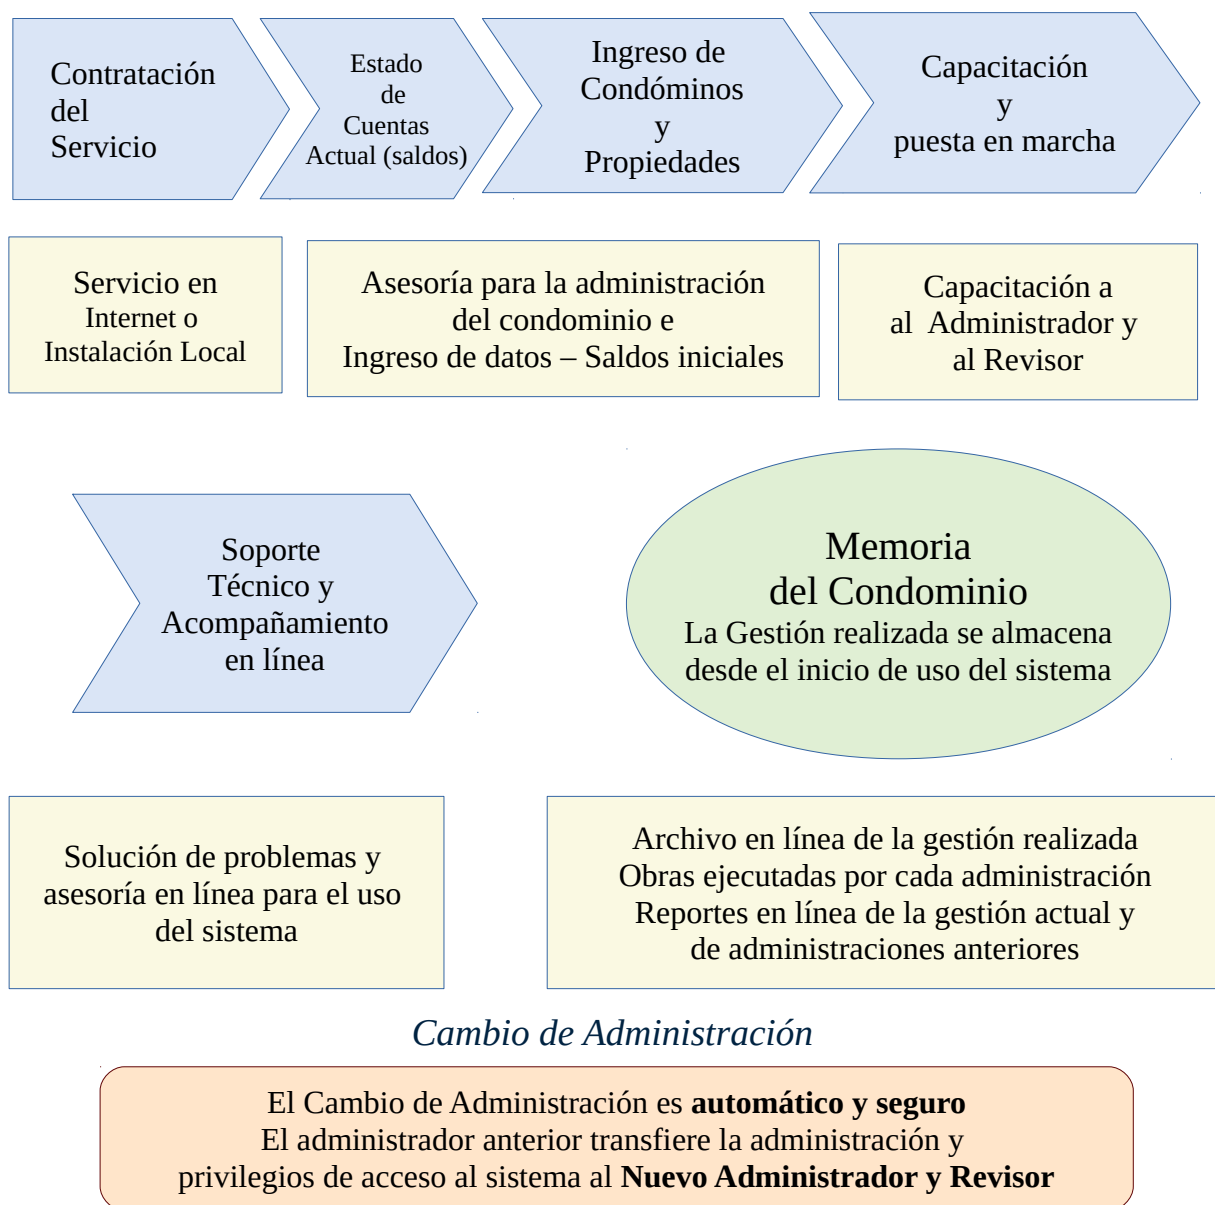 Contratación
del
Servicio
Estado
de
Cuentas
Actual (saldos)
Ingreso de
Condóminos
y
Propiedades
Capacitación
y
puesta en marcha
Servicio en
Internet o
Instalación Local
Asesoría para la administración
del condominio e
Ingreso de datos – Saldos iniciales
Capacitación a
al Administrador y
al Revisor
Soporte
Técnico y
Acompañamiento
en línea
Memoria
del Condominio
La Gestión realizada se almacena
desde el inicio de uso del sistema
Solución de problemas y
asesoría en línea para el uso
del sistema
Archivo en línea de la gestión realizada
Obras ejecutadas por cada administración
Reportes en línea de la gestión actual y
de administraciones anteriores
Cambio de Administración
El Cambio de Administración es automático y seguro
El administrador anterior transfiere la administración y
privilegios de acceso al sistema al Nuevo Administrador y Revisor